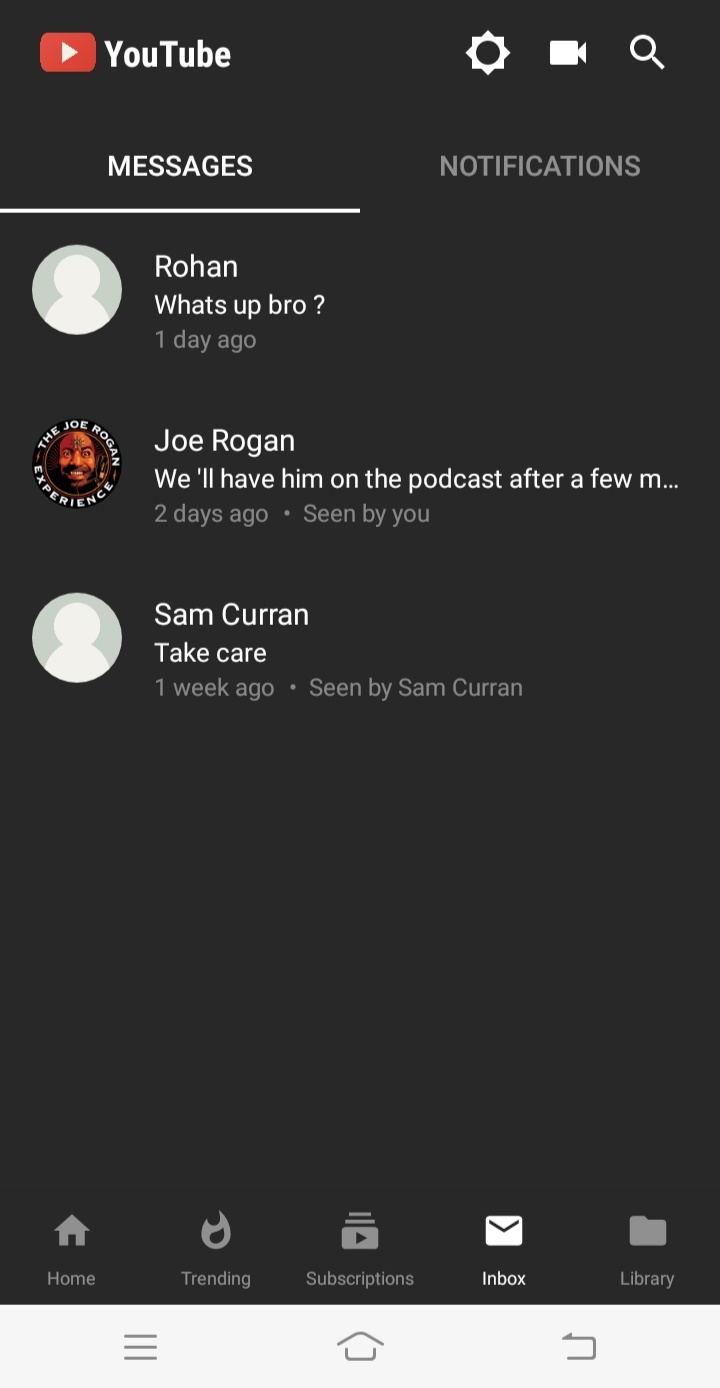 YouTube
MESSAGES NOTIFICATIONS
Rohan
Whats up bro ?
1 day ago
THE JOE ROGAN
EXPERIENCE
Joe Rogan
We 'll have him on the podcast after a few m...
2 days ago • Seen by you
Sam Curran
Take care
1 week ago • Seen by Sam Curran
Home Trending Subscriptions Inbox Library